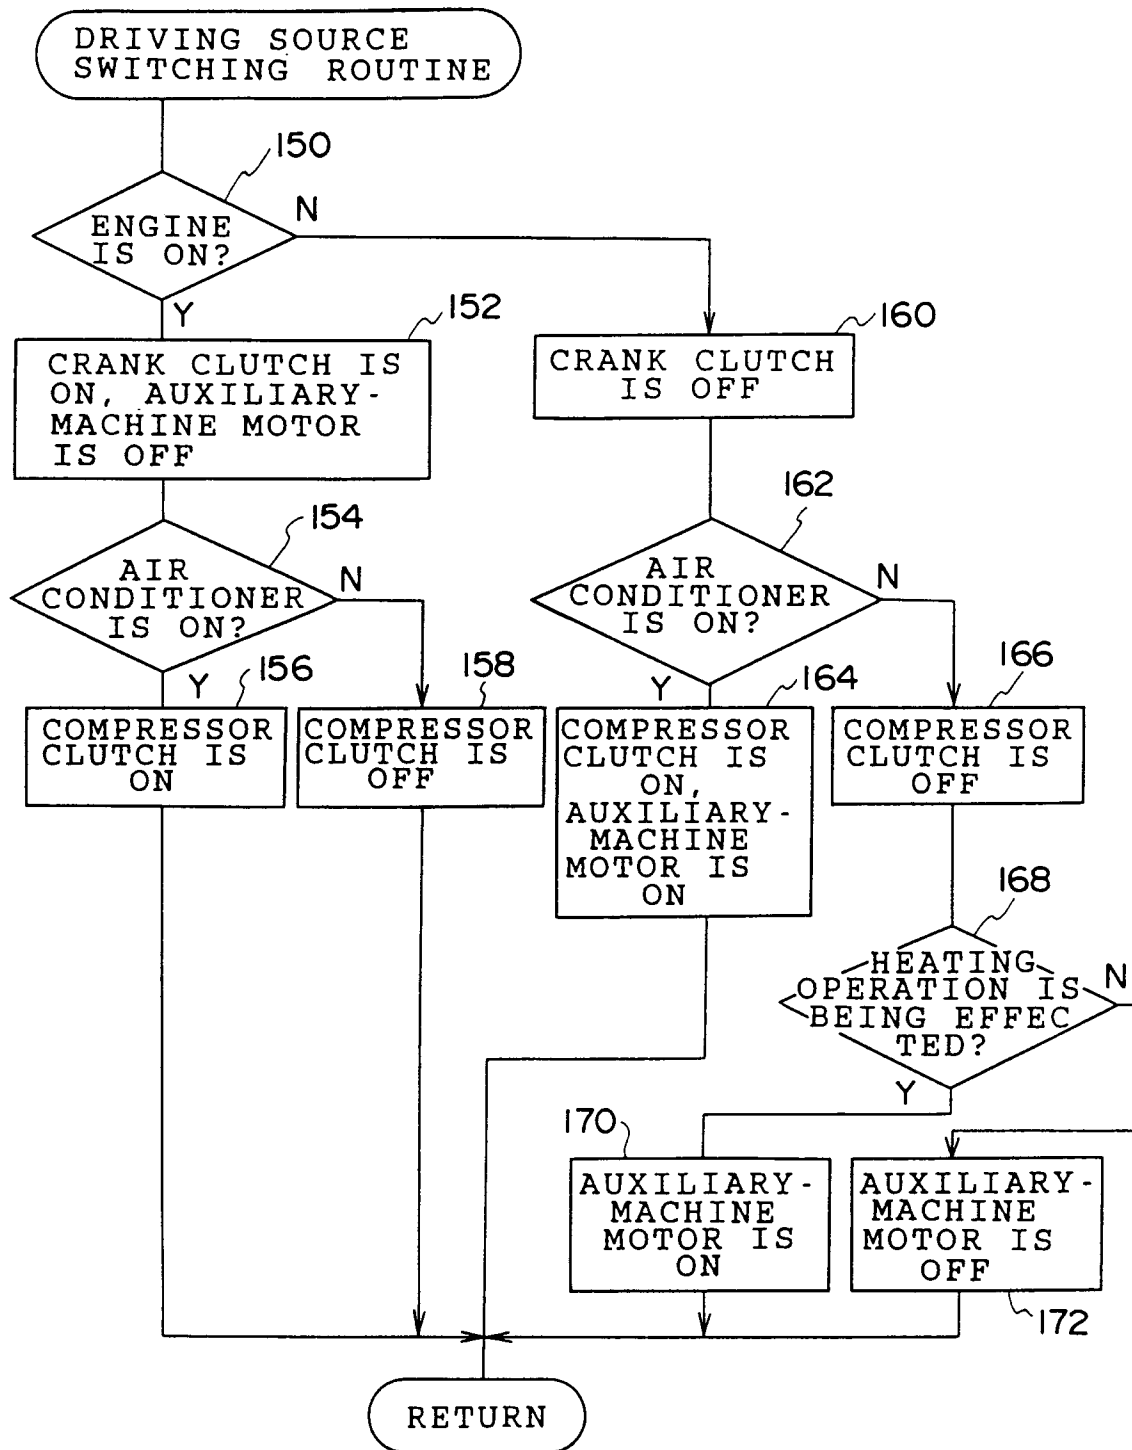 DRIVING SOURCE
SWITCHING ROUTINE
150
ENGINE
IS ON?
N
Y
152
CRANK CLUTCH IS
ON, AUXILIARY-
MACHINE MOTOR
IS OFF
160
CRANK CLUTCH
IS OFF
154
AIR
CONDITIONER
IS ON?
N
Y
162
AIR
CONDITIONER
IS ON?
N
Y
156
COMPRESSOR
CLUTCH IS
ON
158
COMPRESSOR
CLUTCH IS
OFF
164
COMPRESSOR
CLUTCH IS
ON,
AUXILIARY-
MACHINE
MOTOR IS
ON
166
COMPRESSOR
CLUTCH IS
OFF
168
HEATING
OPERATION IS
BEING EFFEC
TED?
N
Y
170
AUXILIARY-
MACHINE
MOTOR IS
ON
AUXILIARY-
MACHINE
MOTOR IS
OFF
172
RETURN